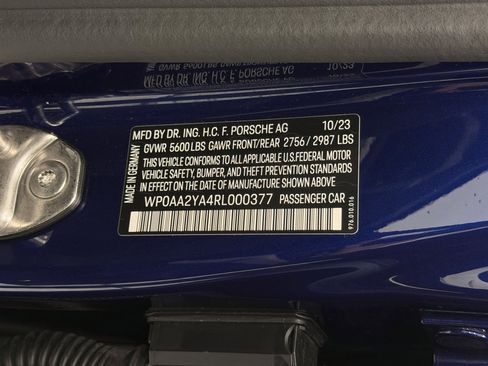 MFD BY DR. ING. H.C. F. PORSCHE AG 10/23
GVWR 5600 LBS GAWR FRONT/REAR 2756 / 2987 LBS
THIS VEHICLE CONFORMS TO ALL APPLICABLE U.S. FEDERAL MOTOR
VEHICLE SAFETY, BUMPER, AND THEFT PREVENTION STANDARDS
IN EFFECT ON THE DATE OF MANUFACTURE SHOWN ABOVE.
WP0AA2YA4RL000377 PASSENGER CAR
MADE IN GERMANY
976.010.016